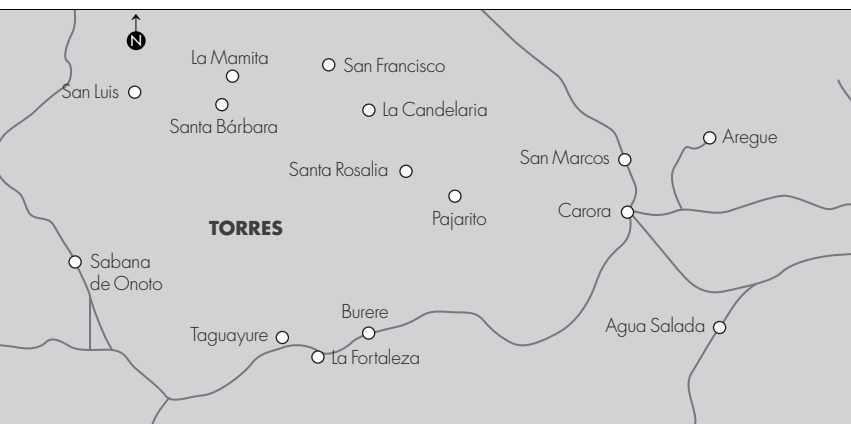 N
La Mamita
San Francisco
San Luis
La Candelaria
Santa Bárbara
Aregue
San Marcos
Santa Rosalia
Carora
Pajarito
TORRES
Sabana
de Onoto
Burere
Taguayure
Agua Salada
La Fortaleza